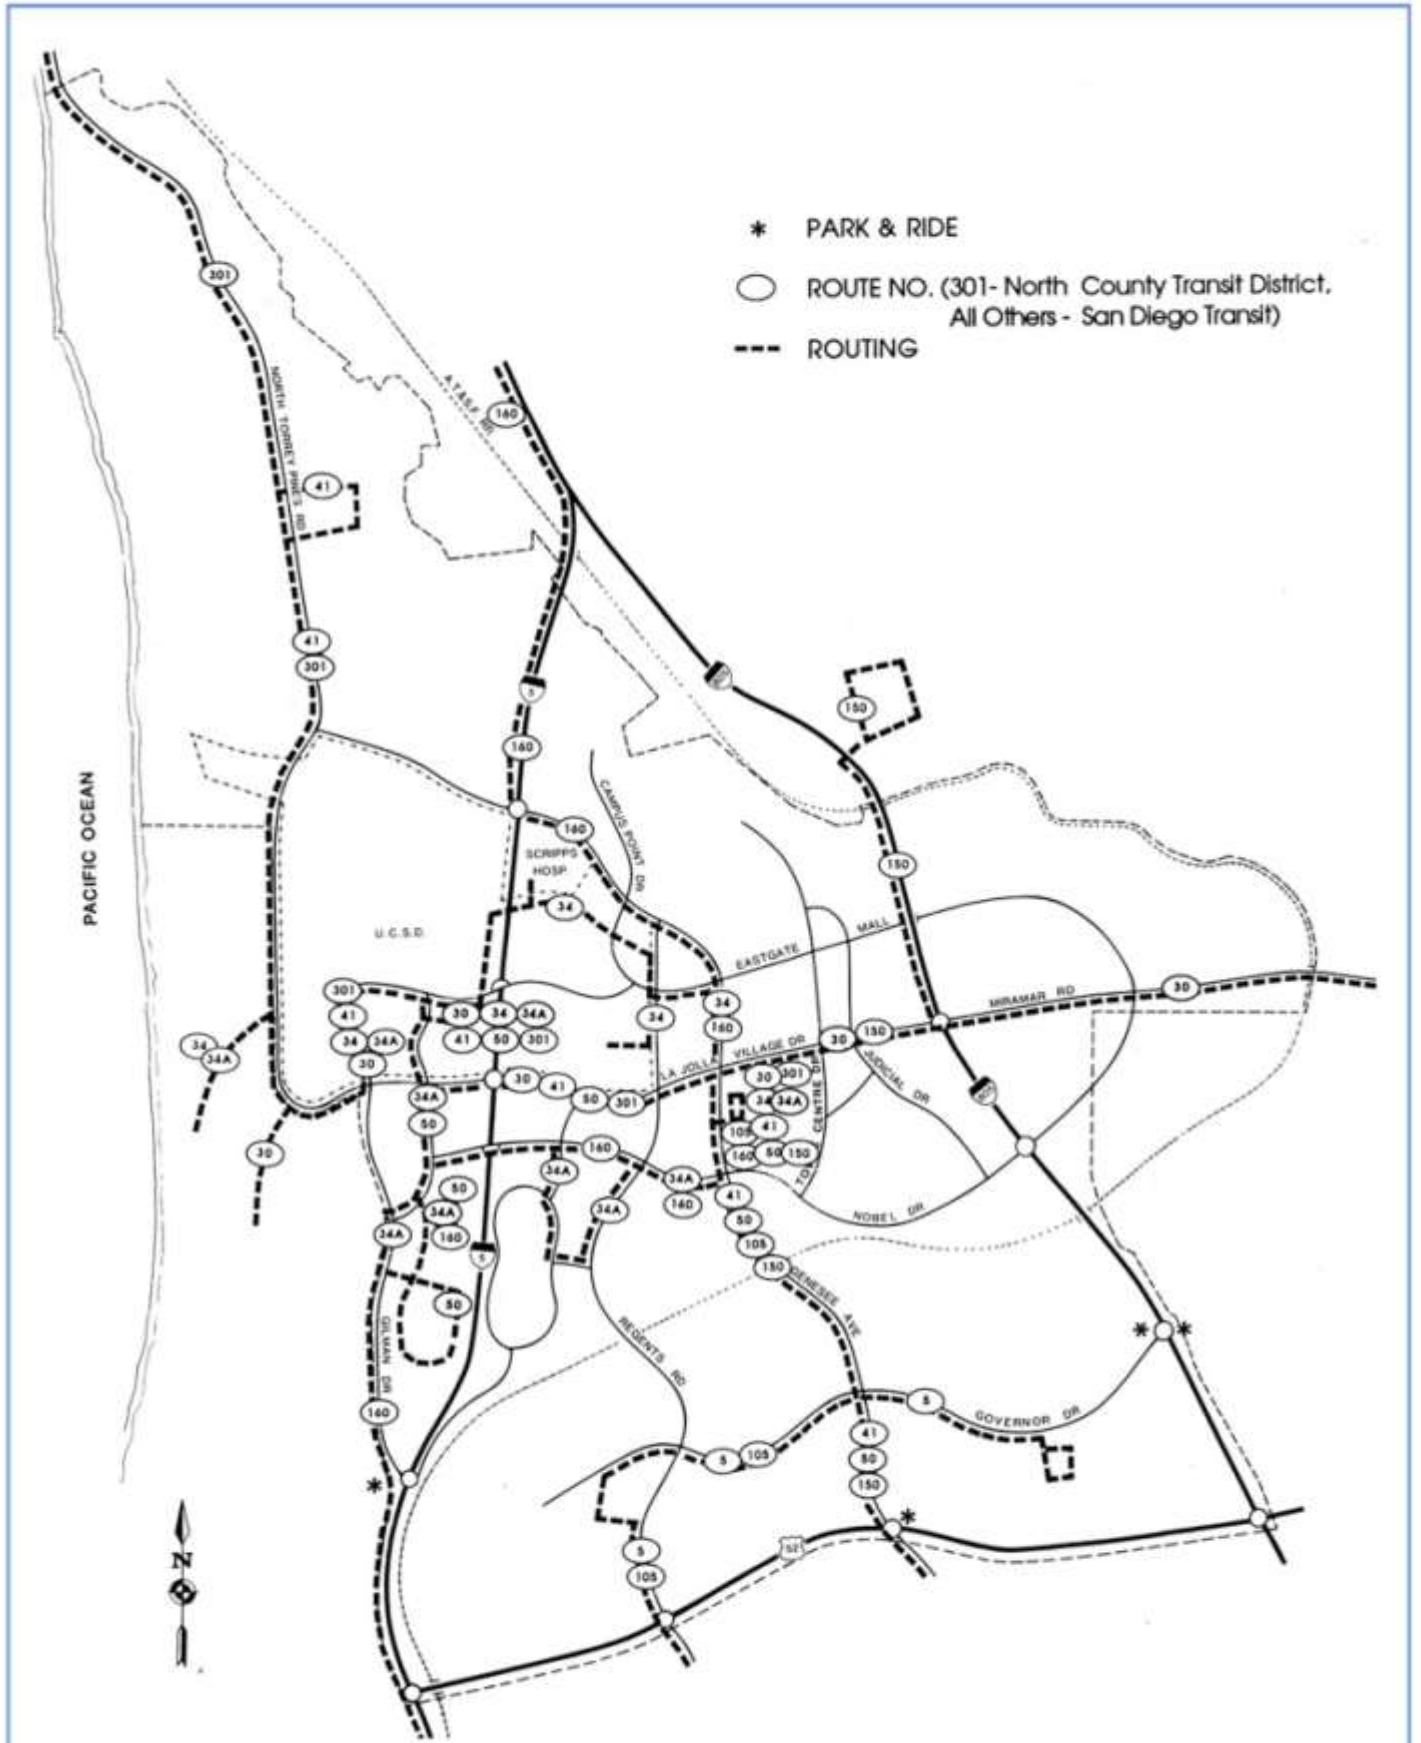 * PARK & RIDE
ROUTE NO. (301- North County Transit District,
All Others - San Diego Transit)
ROUTING
301
NORTH TORREY PINES RD
A.T.&S.F. RR
160
41
41
301
5
805
150
160
PACIFIC OCEAN
CAMPUS POINT DR
160
SCRIPPS
HOSP
150
34
U.C.S.D.
EASTGATE MALL
301
41
34 34A
30
30 34 34A
41 50 301
34
34
160
MIRAMAR RD
30
34
34A
30
34A
50
30
41
50
301
LA JOLLA VILLAGE DR
30
150
30 301
34 34A
105 41
160 50 150
JUDICIAL DR
805
160
34A
34A
160
34A
50
34A
160
34A
5
41
50
105
150
NOBEL DR
GENESEE AVE
50
GILMAN DR
REGENTS RD
* *
160
5
GOVERNOR DR
5
105
41
50
150
*
*
N
5
105
52